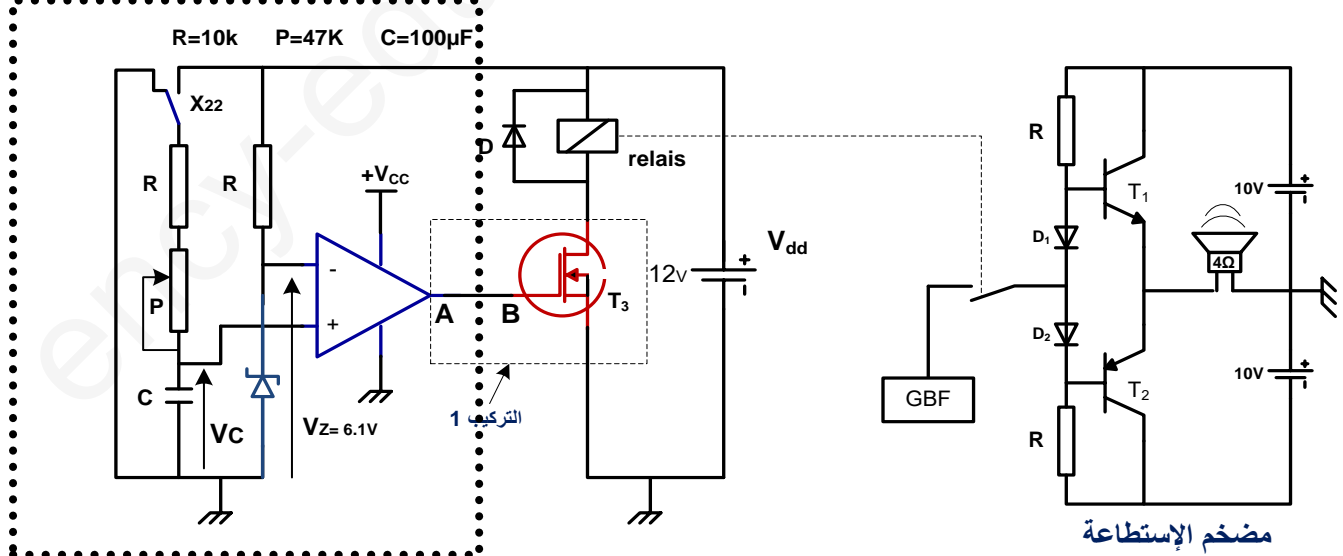 R=10k P=47K C=100µF
X22
R
R
P
C
VC
VZ= 6.1V
+VCC
-
+
A
B
التركيب 1
D
relais
T3
12V
Vdd
GBF
R
D1
D2
R
T1
T2
4Ω
10V
10V
مضخم الإستطاعة